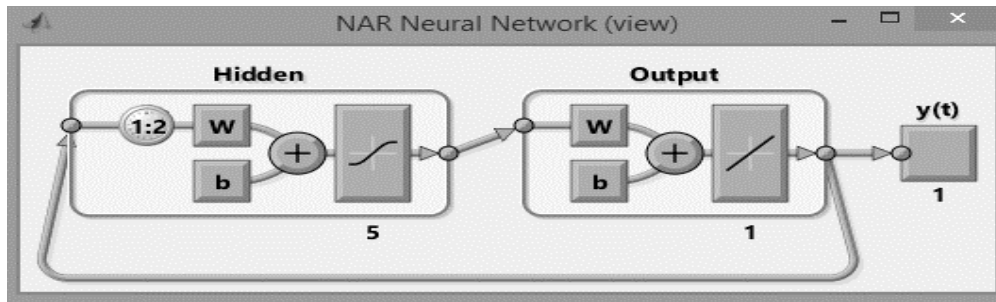 NAR Neural Network (view)
Hidden
Output
y(t)
1:2
W
b
+
5
W
b
+
1
1